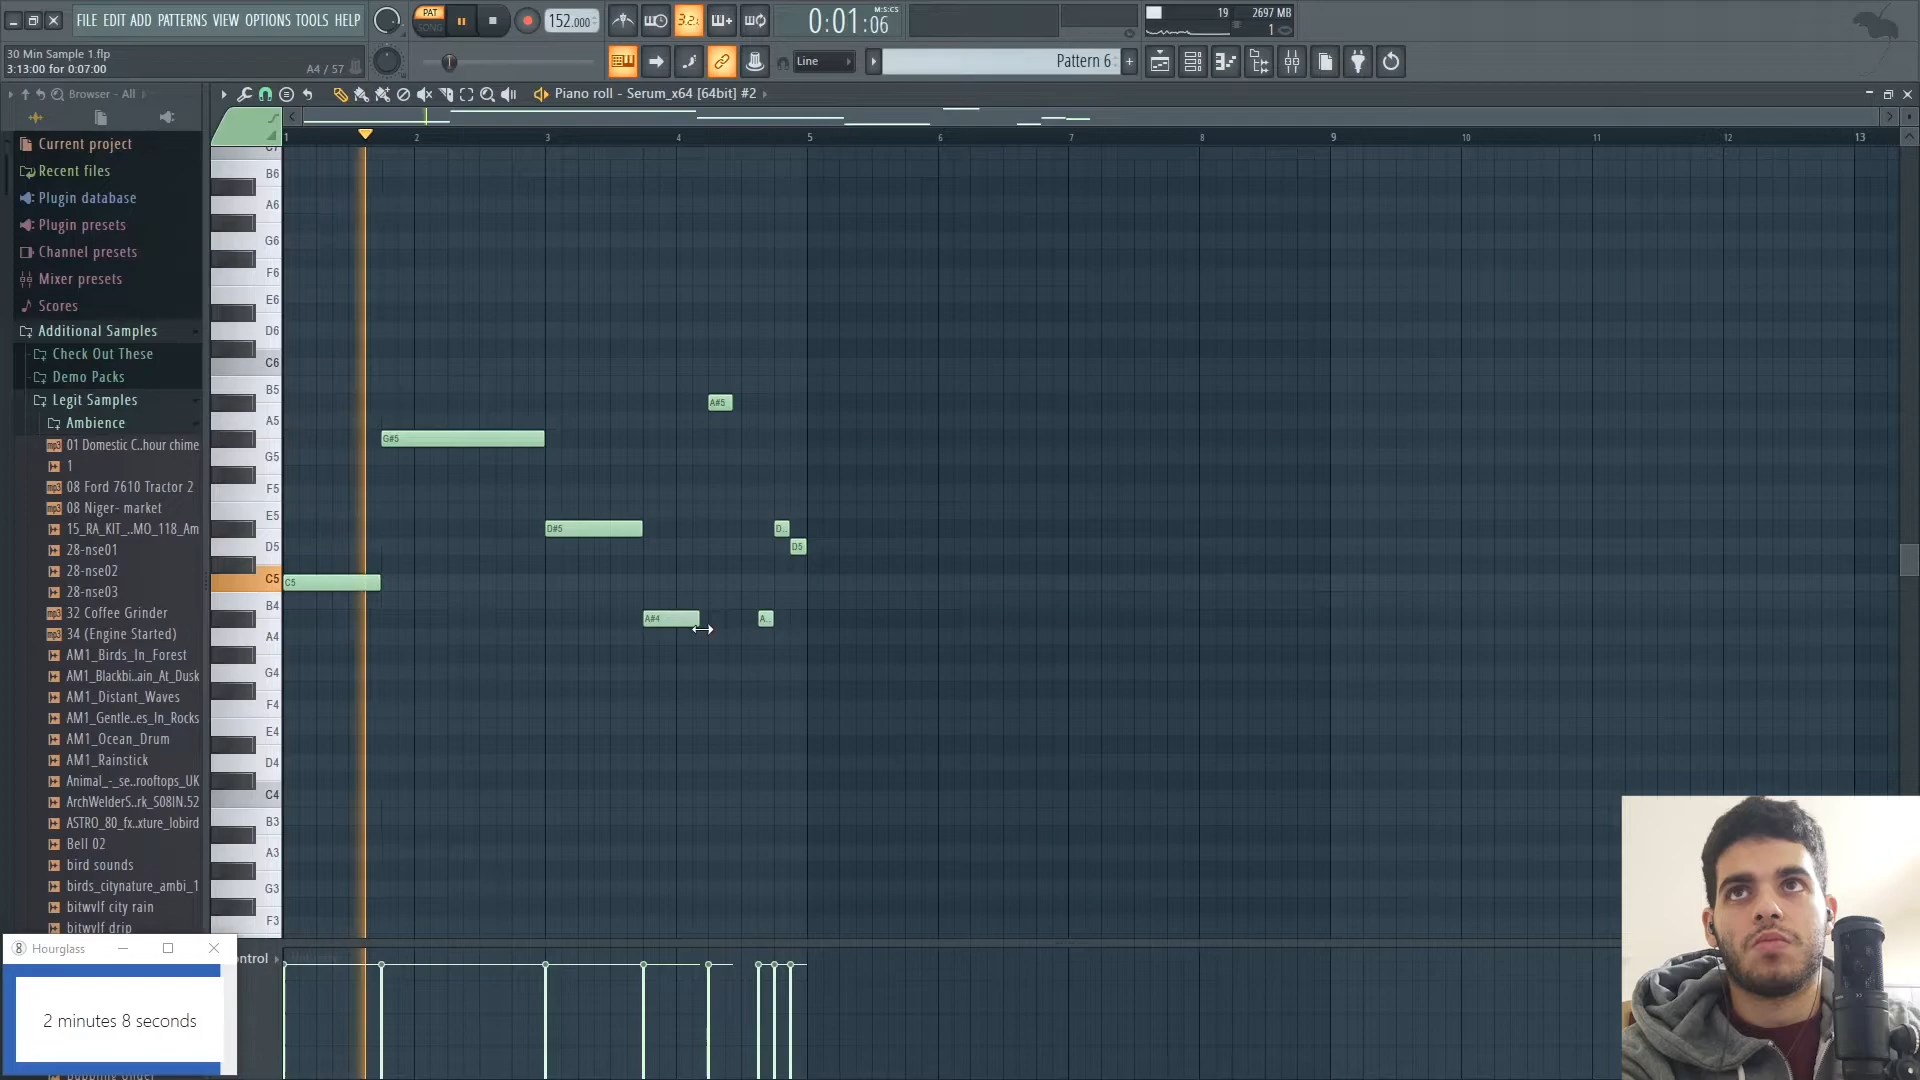 FILE EDIT ADD PATTERNS VIEW OPTIONS TOOLS HELP
PAT
SONG
152.000
3.2.
0:01:06
M:S:CS
19
2697 MB
1
30 Min Sample 1.flp
3:13:00 for 0:07:00
A4 / 57
Line
Pattern 6
Browser - All
Piano roll - Serum_x64 [64bit] #2
Current project
Recent files
Plugin database
Plugin presets
Channel presets
Mixer presets
Scores
Additional Samples
Check Out These
Demo Packs
Legit Samples
Ambience
01 Domestic C..hour chime
1
08 Ford 7610 Tractor 2
08 Niger- market
15_RA_KIT_..MO_118_Am
28-nse01
28-nse02
28-nse03
32 Coffee Grinder
34 (Engine Started)
AM1_Birds_In_Forest
AM1_Blackbi..ain_At_Dusk
AM1_Distant_Waves
AM1_Gentle..es_In_Rocks
AM1_Ocean_Drum
AM1_Rainstick
Animal_-_se..rooftops_UK
ArchWelderS..rk_S08IN.52
ASTRO_80_fx..xture_lobird
Bell 02
bird sounds
birds_citynature_ambi_1
bitwvlf city rain
bitwvlf drip
1 2 3 4 5 6 7 8 9 10 11 12 13
C7
B6
A6
G6
F6
E6
D6
C6
B5
A5
G5
F5
E5
D5
C5
B4
A4
G4
F4
E4
D4
C4
B3
A3
G3
F3
A#5
G#5
D#5
D..
D5
C5
A#4
A..
ontrol
Hourglass
2 minutes 8 seconds